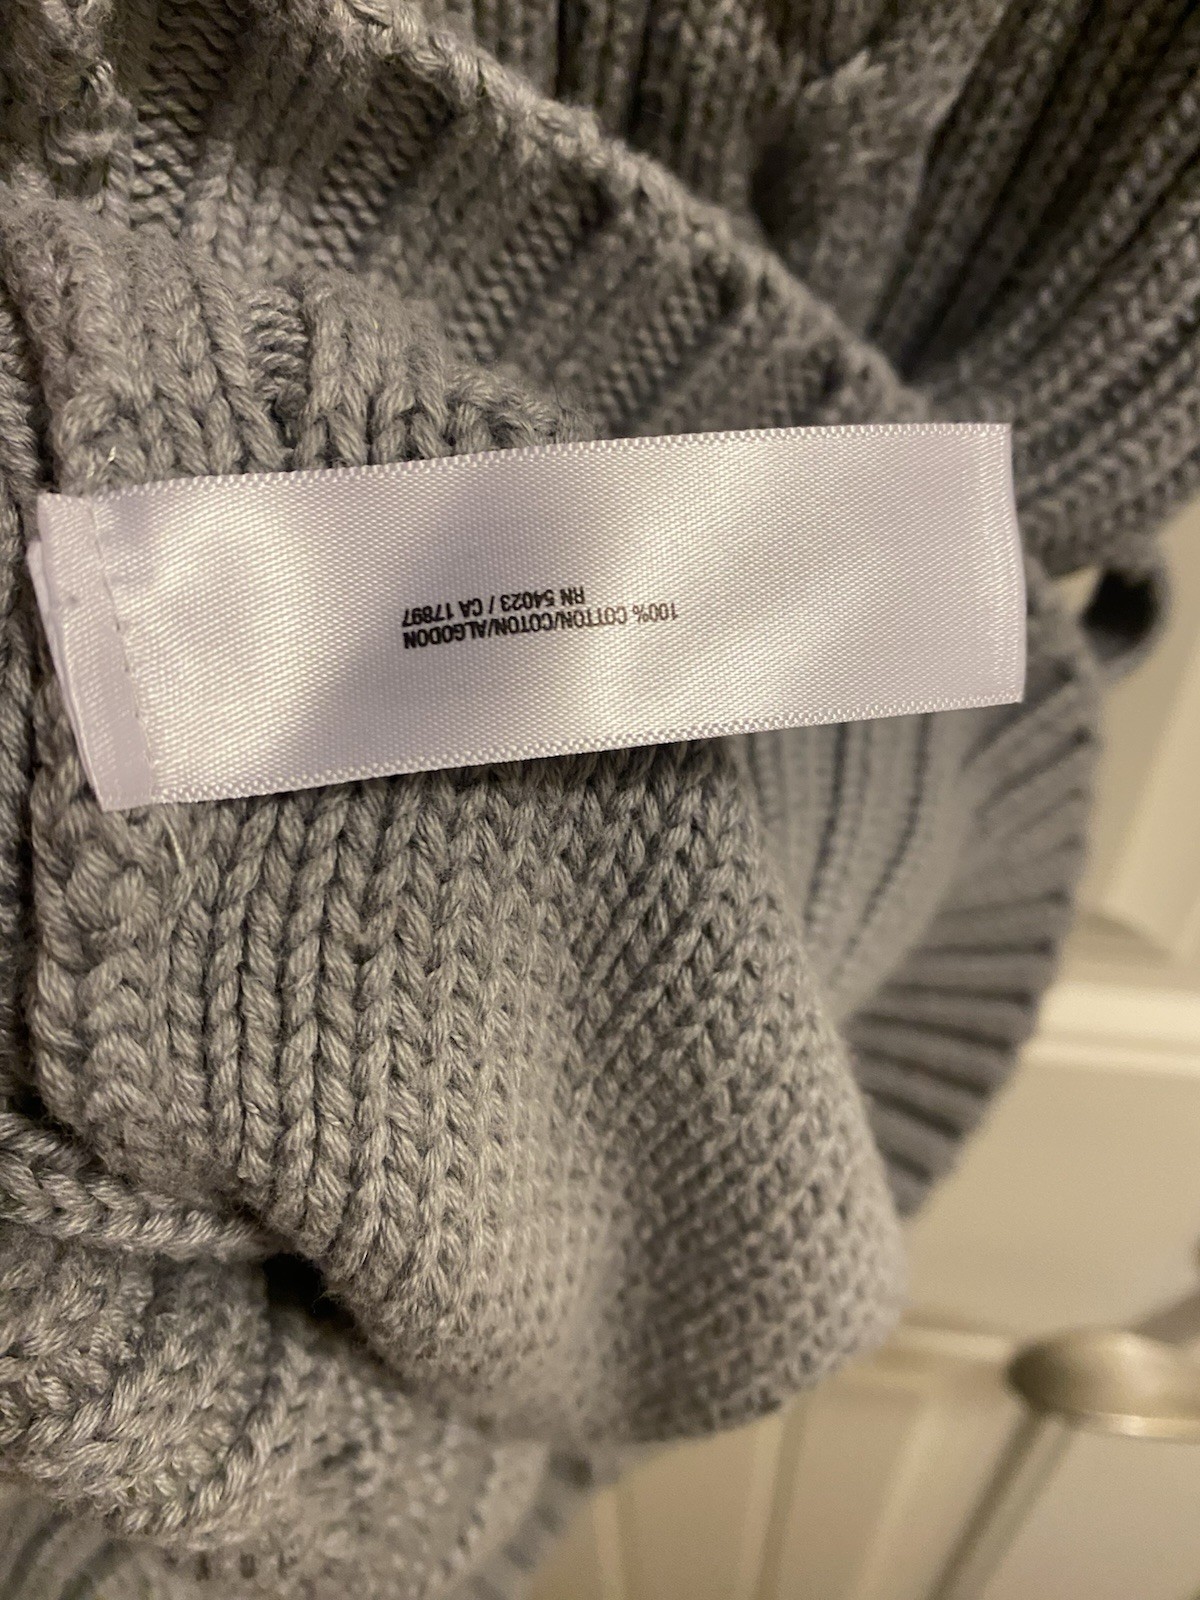 100% COTTON/COTON/ALGODON
RN 54023 / CA 17897